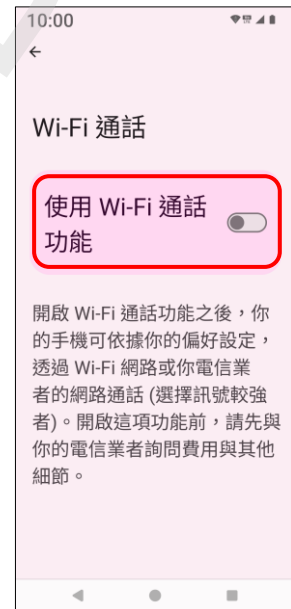 10:00
Wi-Fi 通話
使用 Wi-Fi 通話
功能
開啟 Wi-Fi 通話功能之後，你
的手機可依據你的偏好設定，
透過 Wi-Fi 網路或你電信業
者的網路通話 (選擇訊號較強
者)。開啟這項功能前，請先與
你的電信業者詢問費用與其他
細節。